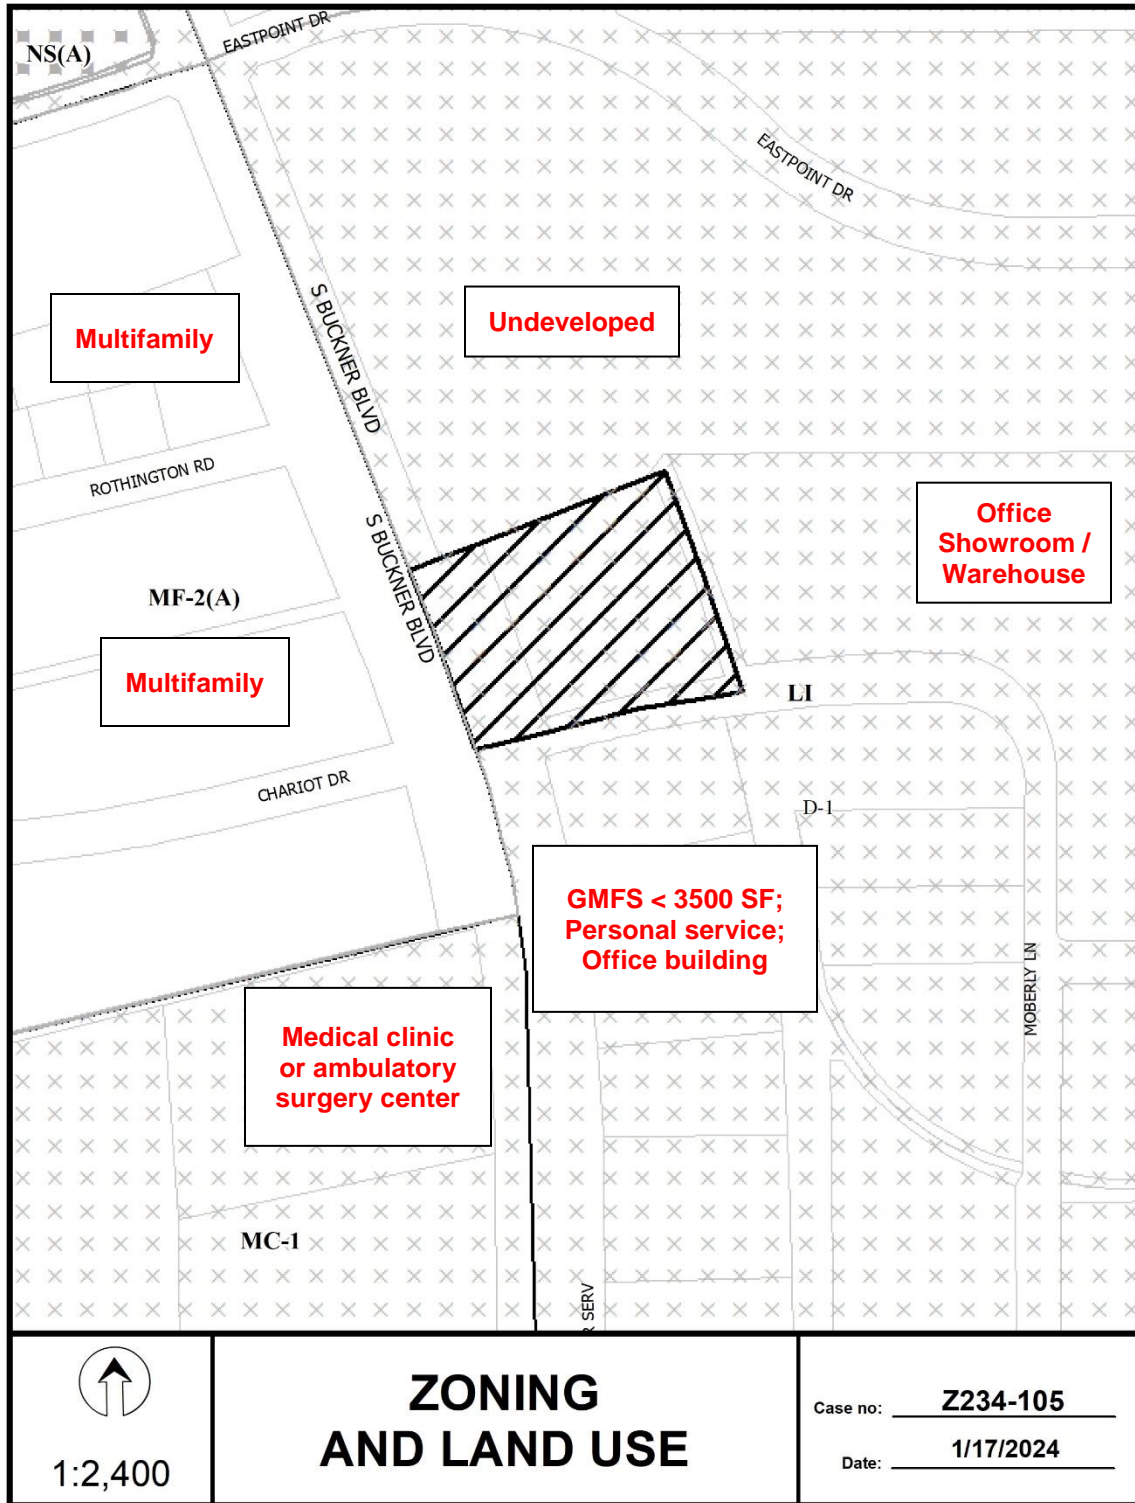 NS(A)
EASTPOINT DR
EASTPOINT DR
S BUCKNER BLVD
Multifamily
Undeveloped
ROTHINGTON RD
S BUCKNER BLVD
Office
Showroom /
Warehouse
MF-2(A)
Multifamily
LI
CHARIOT DR
D-1
GMFS < 3500 SF;
Personal service;
Office building
MOBERLY LN
Medical clinic
or ambulatory
surgery center
MC-1
R SERV
1:2,400
ZONING
AND LAND USE
Case no: Z234-105
Date: 1/17/2024